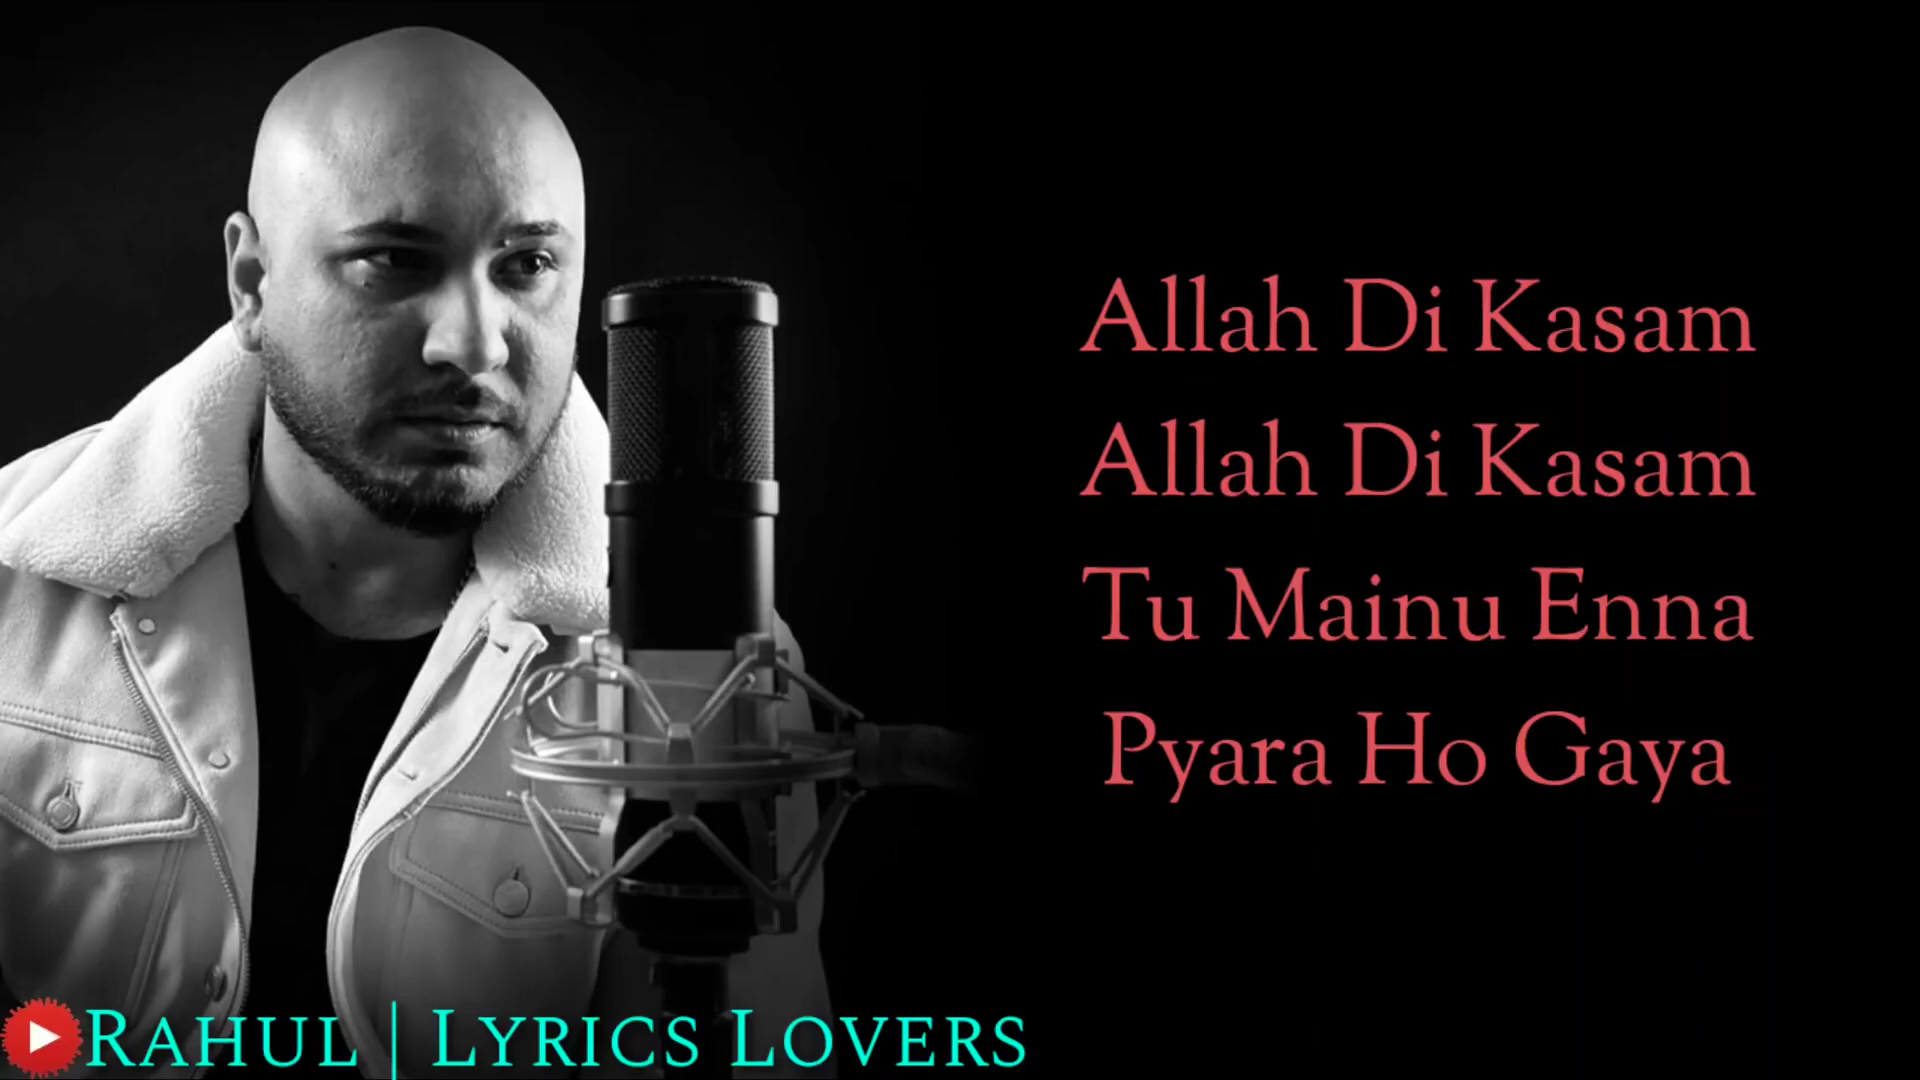 Allah Di Kasam
Allah Di Kasam
Tu Mainu Enna
Pyara Ho Gaya
RAHUL | LYRICS LOVERS